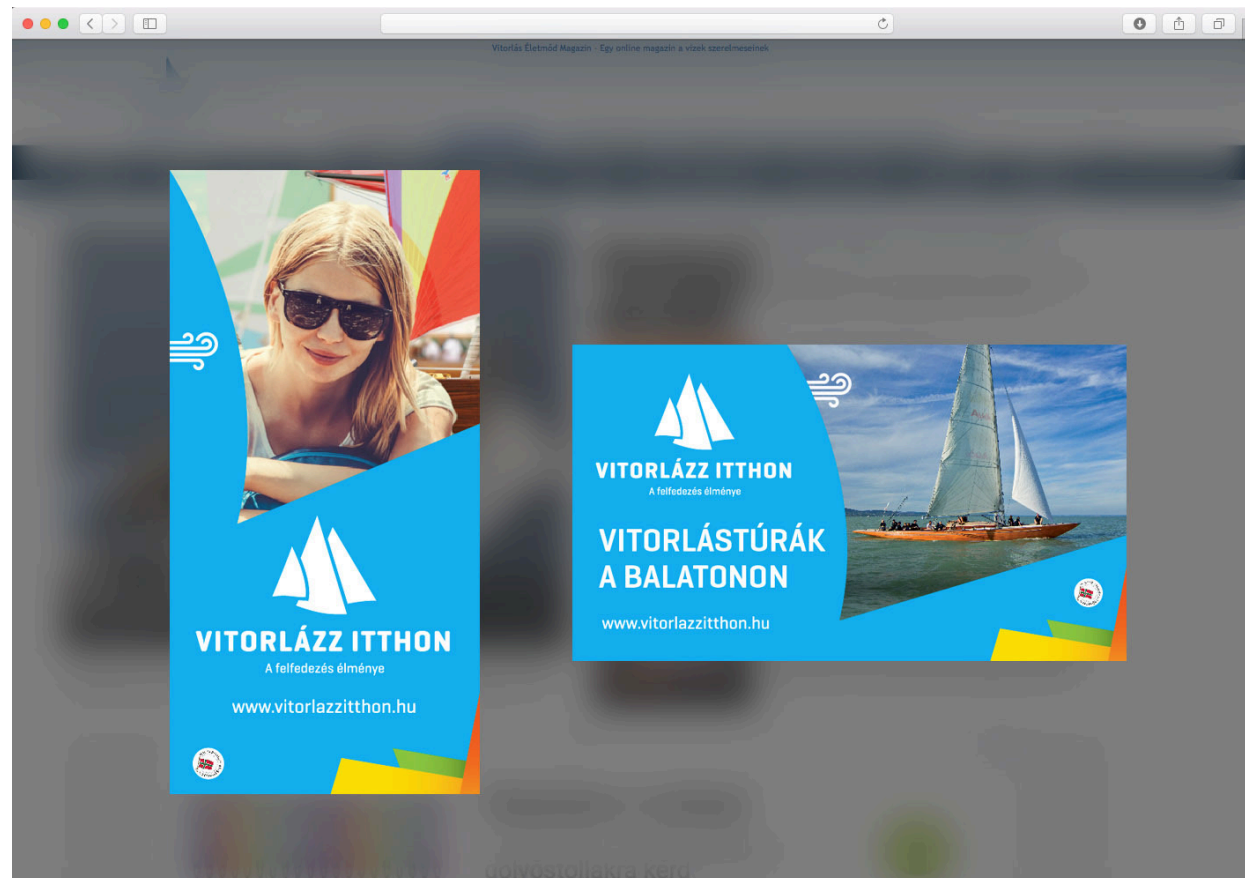 Vitorlás Életmód Magazin - Egy online magazin a vizek szerelmeseinek
VITORLÁZZ ITTHON
A felfedezés élménye
www.vitorlazzitthon.hu
VITORLÁZZ ITTHON
A felfedezés élménye
VITORLÁSTÚRÁK
A BALATONON
www.vitorlazzitthon.hu
golyóstollakra